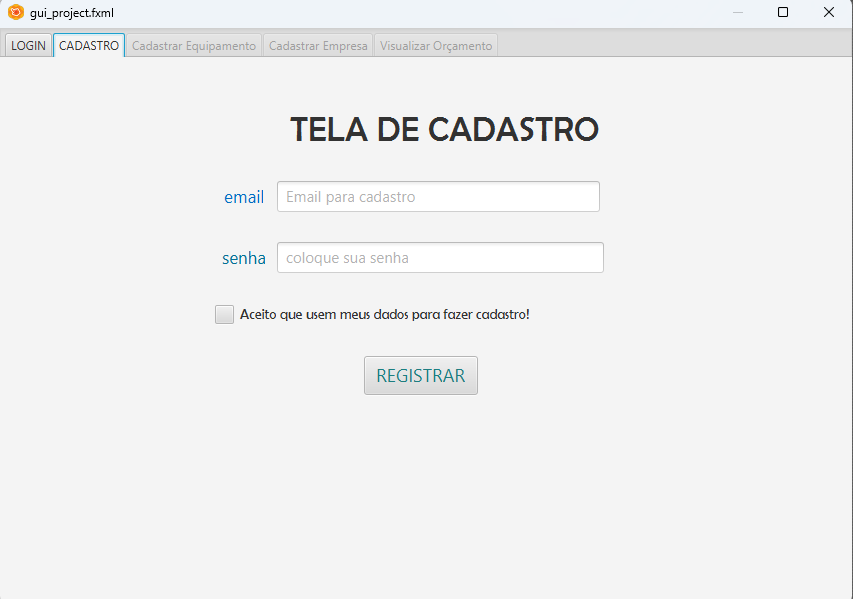 gui_project.fxml
LOGIN CADASTRO Cadastrar Equipamento Cadastrar Empresa Visualizar Orçamento
TELA DE CADASTRO
email Email para cadastro
senha coloque sua senha
Aceito que usem meus dados para fazer cadastro!
REGISTRAR